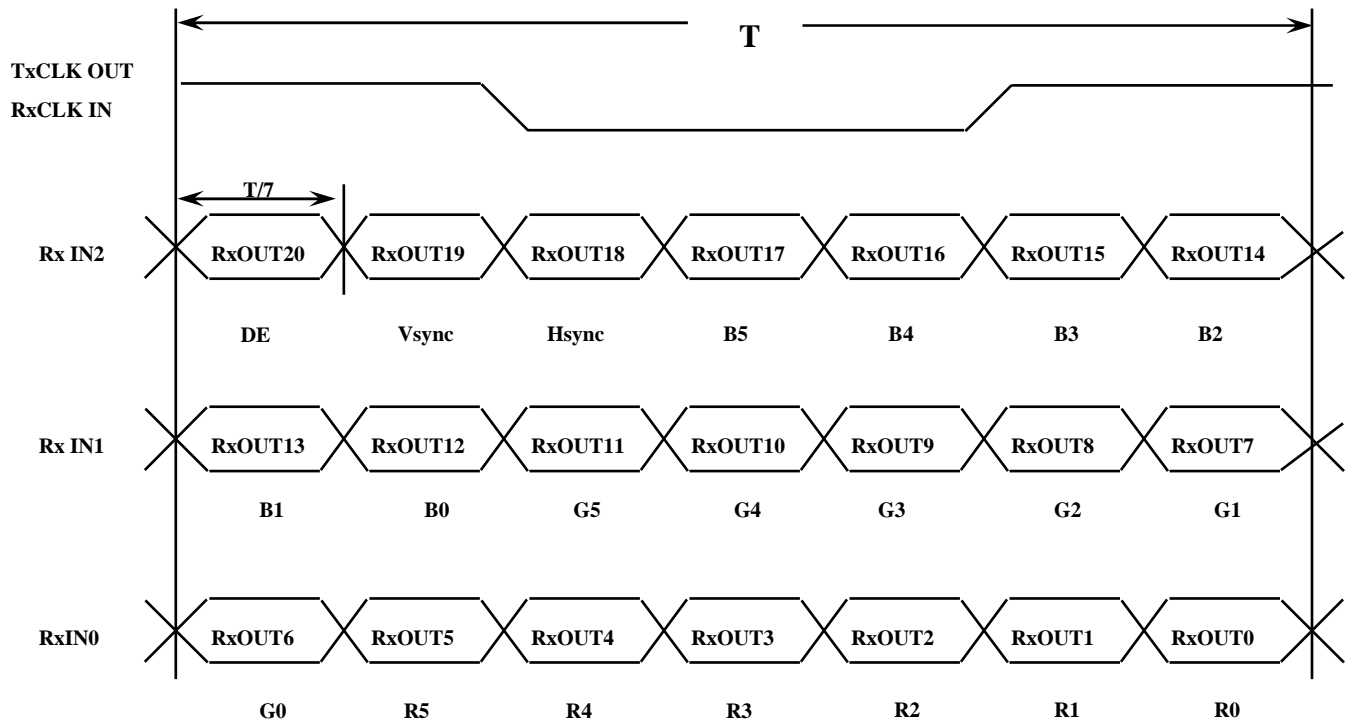 T
TxCLK OUT
RxCLK IN
T/7
Rx IN2 RxOUT20 RxOUT19 RxOUT18 RxOUT17 RxOUT16 RxOUT15 RxOUT14
DE Vsync Hsync B5 B4 B3 B2
Rx IN1 RxOUT13 RxOUT12 RxOUT11 RxOUT10 RxOUT9 RxOUT8 RxOUT7
B1 B0 G5 G4 G3 G2 G1
RxIN0 RxOUT6 RxOUT5 RxOUT4 RxOUT3 RxOUT2 RxOUT1 RxOUT0
G0 R5 R4 R3 R2 R1 R0